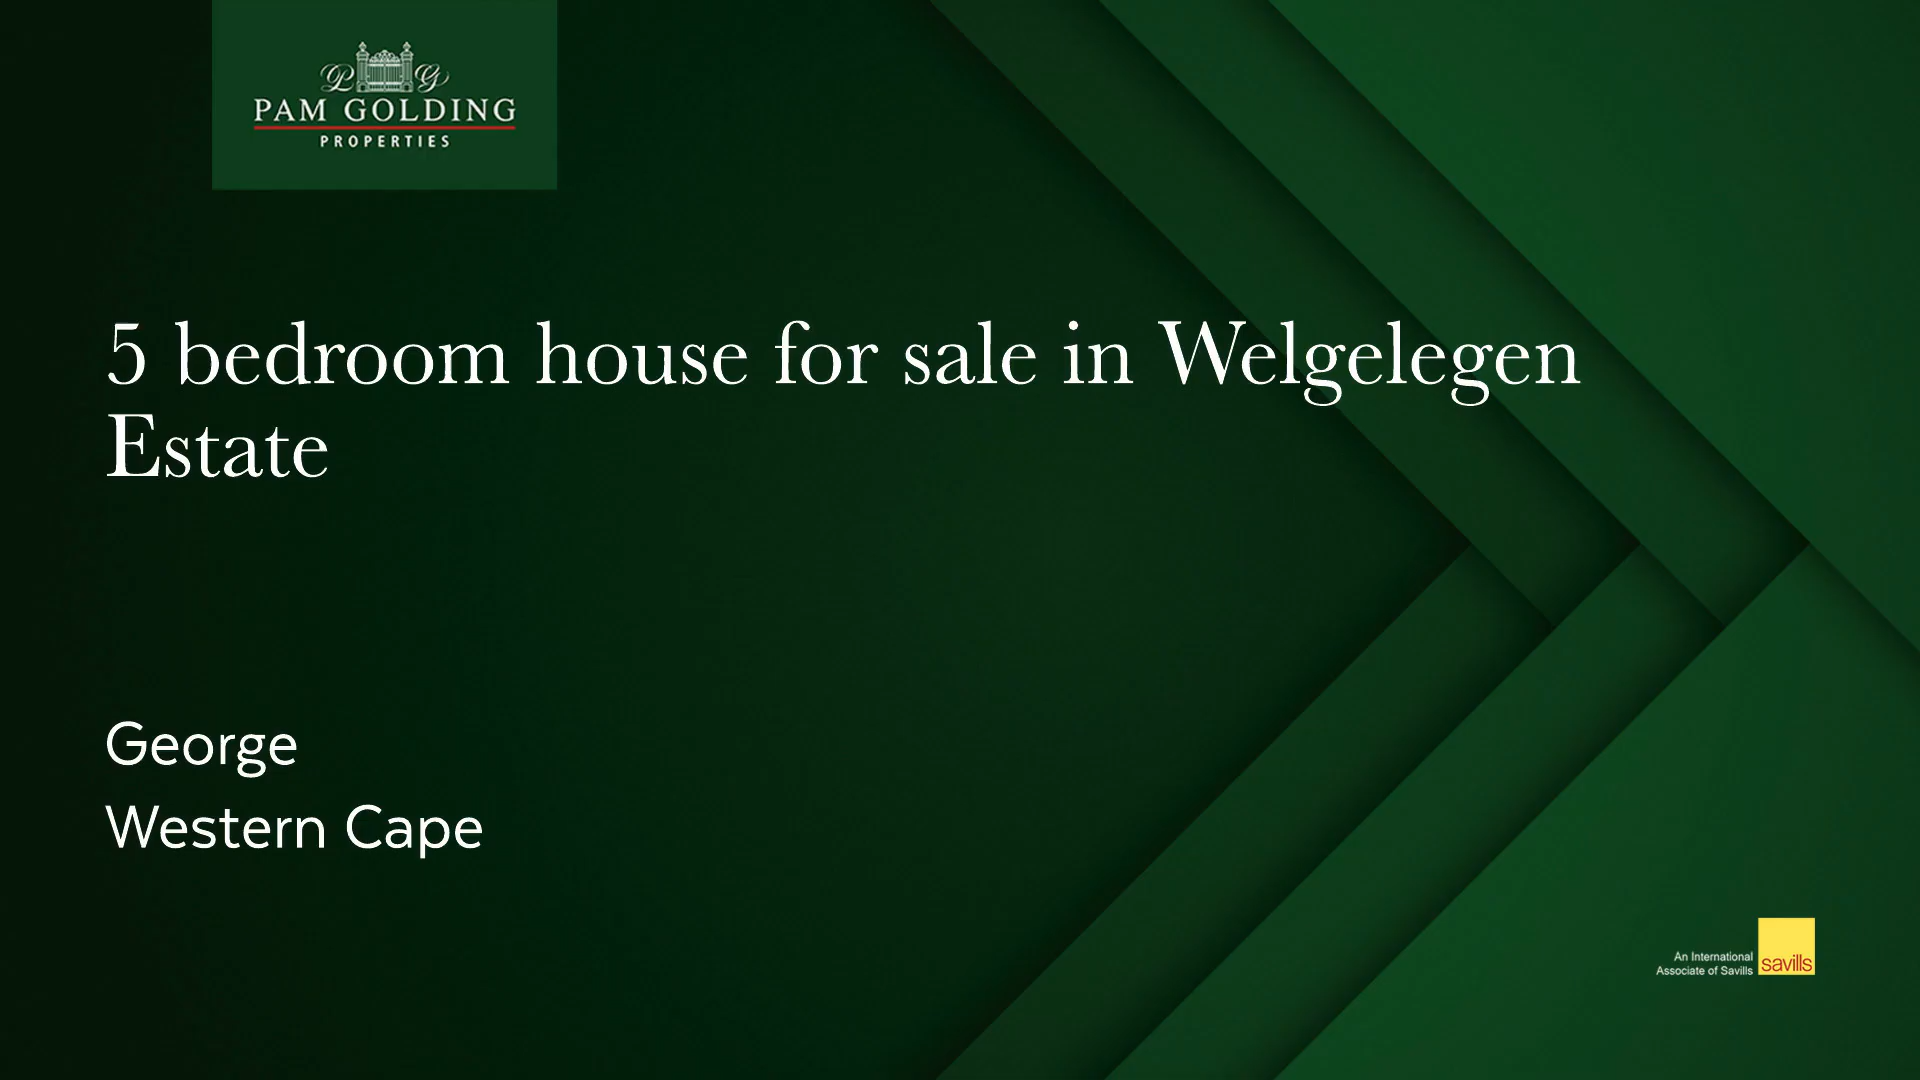 PG
PAM GOLDING
PROPERTIES
5 bedroom house for sale in Welgelegen
Estate
George
Western Cape
An International
Associate of Savills
savills